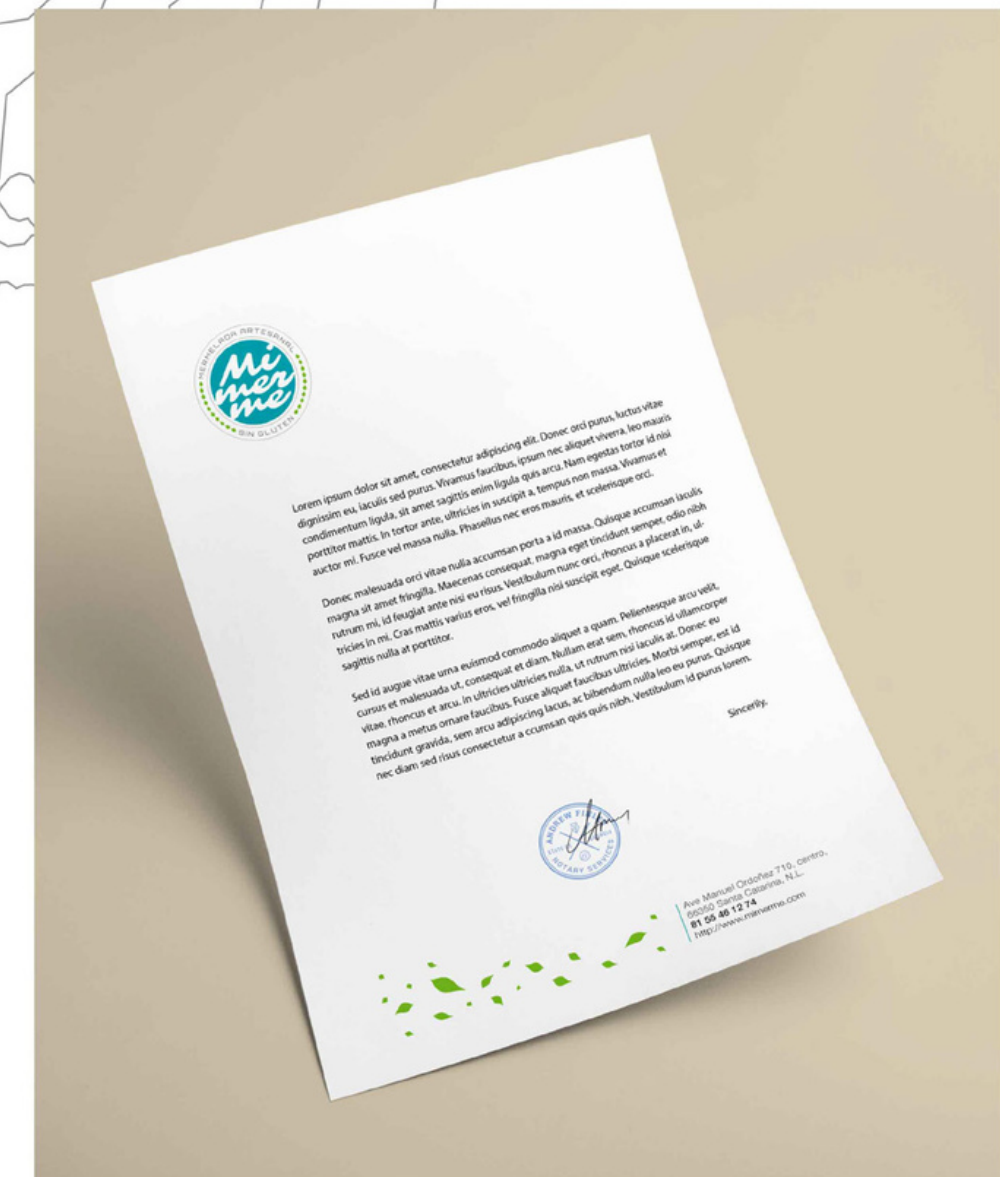 MERMELADA ARTESANAL
Mi
mer
me
SIN GLUTEN
Lorem ipsum dolor sit amet, consectetur adipiscing elit. Donec orci purus, luctus vitae
dignissim eu, iaculis sed purus. Vivamus faucibus, ipsum nec aliquet viverra, leo mauris
condimentum ligula, sit amet sagittis enim ligula quis arcu. Nam egestas tortor id nisi
porttitor mattis. In tortor ante, ultricies in suscipit a, tempus non massa. Vivamus et
auctor mi. Fusce vel massa nulla. Phasellus nec eros mauris, et scelerisque orci.
Donec malesuada orci vitae nulla accumsan porta a id massa. Quisque accumsan iaculis
magna sit amet fringilla. Maecenas consequat, magna eget tincidunt semper, odio nibh
rutrum mi, id feugiat ante nisi eu risus. Vestibulum nunc orci, rhoncus a placerat in, ul-
tricies in mi. Cras mattis varius eros, vel fringilla nisi suscipit eget. Quisque scelerisque
sagittis nulla at porttitor.
Sed id augue vitae urna euismod commodo aliquet a quam. Pellentesque arcu velit,
cursus et malesuada ut, consequat et diam. Nullam erat sem, rhoncus id ullamcorper
vitae, rhoncus et arcu. In ultricies ultricies nulla, ut rutrum nisi iaculis at. Donec eu
magna a metus ornare faucibus. Fusce aliquet faucibus ultricies. Morbi semper, est id
tincidunt gravida, sem arcu adipiscing lacus, ac bibendum nulla leo eu purus. Quisque
nec diam sed risus consectetur a ccumsan quis quis nibh. Vestibulum id purus lorem.
Sincerily,
ANDREW
NOTARY SERVICES
Ave Manuel Ordoñez 710, centro,
66350 Santa Catarina, N.L.
81 55 46 12 74
http://www.mimerme.com